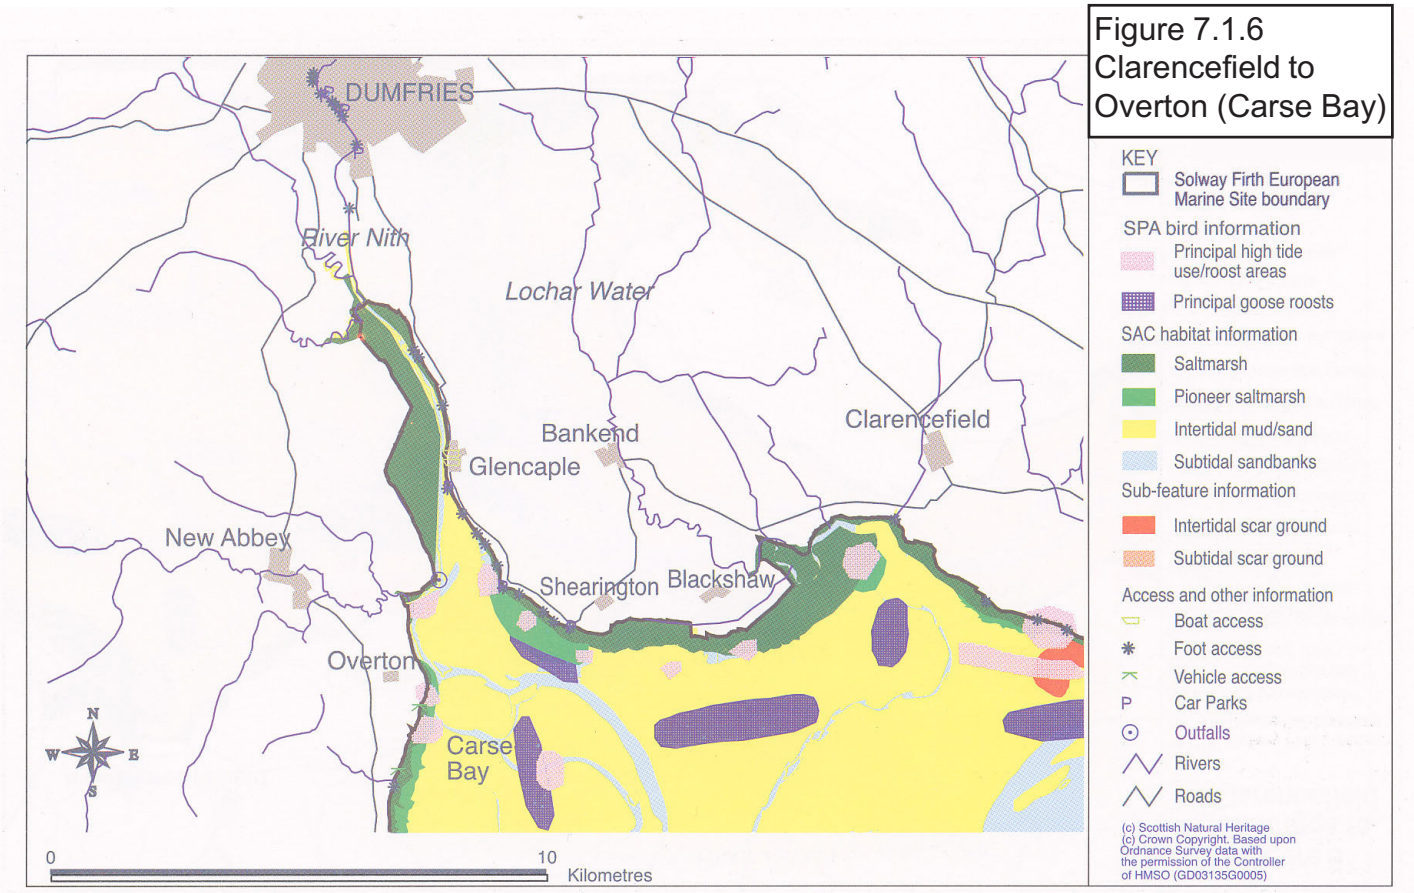 Figure 7.1.6
Clarencefield to
Overton (Carse Bay)
DUMFRIES
River Nith
Lochar Water
Clarencefield
Bankend
Glencaple
New Abbey
Shearington
Blackshaw
Overton
Carse
Bay
N
W
E
S
0
10
Kilometres
KEY
Solway Firth European
Marine Site boundary
SPA bird information
Principal high tide
use/roost areas
Principal goose roosts
SAC habitat information
Saltmarsh
Pioneer saltmarsh
Intertidal mud/sand
Subtidal sandbanks
Sub-feature information
Intertidal scar ground
Subtidal scar ground
Access and other information
Boat access
Foot access
Vehicle access
P Car Parks
Outfalls
Rivers
Roads
(c) Scottish Natural Heritage
(c) Crown Copyright. Based upon
Ordnance Survey data with
the permission of the Controller
of HMSO (GD03135G0005)